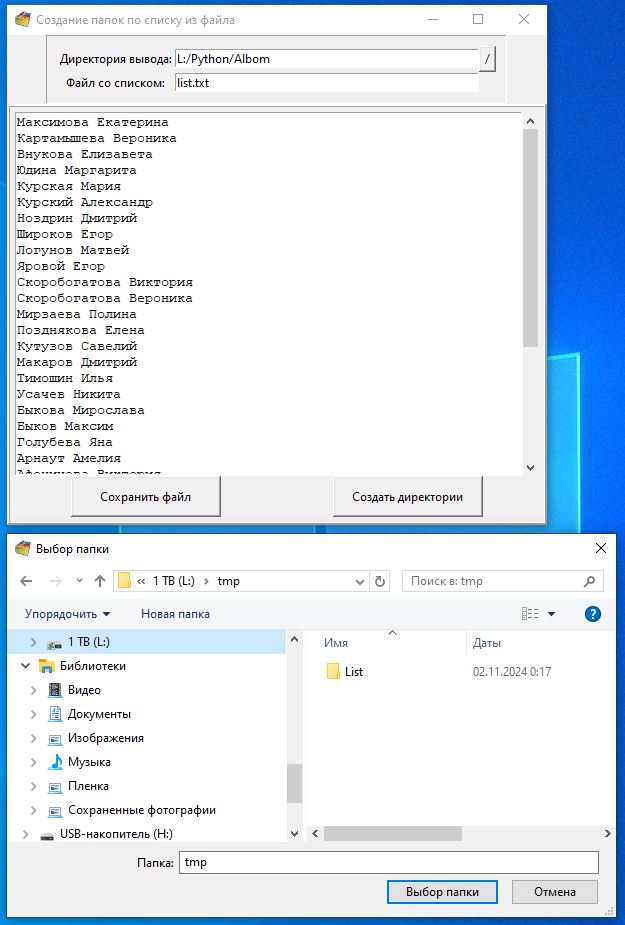 Создание папок по списку из файла
Директория вывода: L:/Python/Albom /
Файл со списком: list.txt
Максимова Екатерина
Картамышева Вероника
Внукова Елизавета
Юдина Маргарита
Курская Мария
Курский Александр
Ноздрин Дмитрий
Широков Егор
Логунов Матвей
Яровой Егор
Скоробогатова Виктория
Скоробогатова Вероника
Мирзаева Полина
Позднякова Елена
Кутузов Савелий
Макаров Дмитрий
Тимошин Илья
Усачев Никита
Быкова Мирослава
Быков Максим
Голубева Яна
Арнаут Амелия
Виктория
Сохранить файл Создать директории
Выбор папки
« 1 TB (L:) › tmp Поиск в: tmp
Упорядочить Новая папка
1 TB (L:) Имя Даты
Библиотеки List 02.11.2024 0:17
Видео
Документы
Изображения
Музыка
Пленка
Сохраненные фотографии
USB-накопитель (H:)
Папка: tmp
Выбор папки Отмена